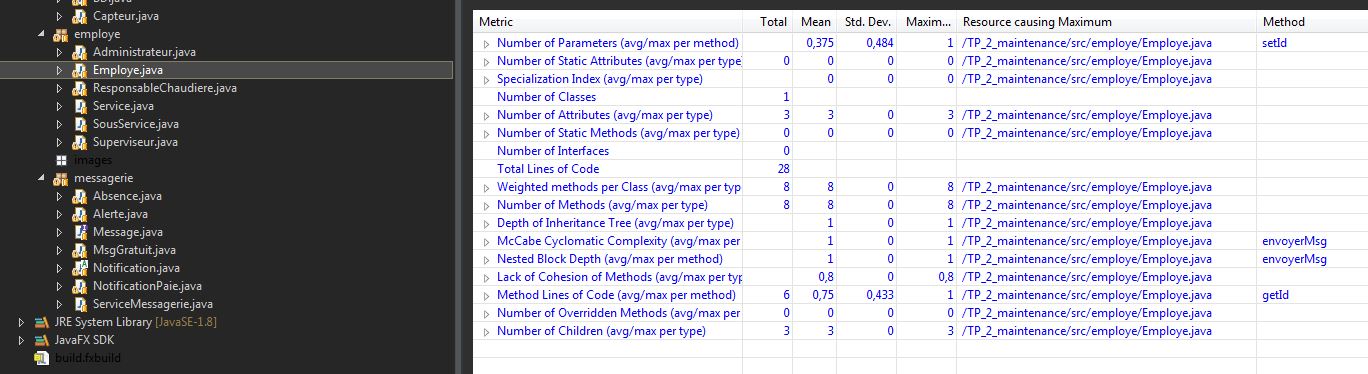 BDI.java
Capteur.java
employe
Administrateur.java
Employe.java
ResponsableChaudiere.java
Service.java
SousService.java
Superviseur.java
images
messagerie
Absence.java
Alerte.java
Message.java
MsgGratuit.java
Notification.java
NotificationPaie.java
ServiceMessagerie.java
JRE System Library [JavaSE-1.8]
JavaFX SDK
build.fxbuild
Metric Total Mean Std. Dev. Maxim... Resource causing Maximum Method
Number of Parameters (avg/max per method) 0,375 0,484 1 /TP_2_maintenance/src/employe/Employe.java setId
Number of Static Attributes (avg/max per type 0 0 0 0 /TP_2_maintenance/src/employe/Employe.java
Specialization Index (avg/max per type) 0 0 0 /TP_2_maintenance/src/employe/Employe.java
Number of Classes 1
Number of Attributes (avg/max per type) 3 3 0 3 /TP_2_maintenance/src/employe/Employe.java
Number of Static Methods (avg/max per type) 0 0 0 0 /TP_2_maintenance/src/employe/Employe.java
Number of Interfaces 0
Total Lines of Code 28
Weighted methods per Class (avg/max per typ 8 8 0 8 /TP_2_maintenance/src/employe/Employe.java
Number of Methods (avg/max per type) 8 8 0 8 /TP_2_maintenance/src/employe/Employe.java
Depth of Inheritance Tree (avg/max per type) 1 0 1 /TP_2_maintenance/src/employe/Employe.java
McCabe Cyclomatic Complexity (avg/max per 1 0 1 /TP_2_maintenance/src/employe/Employe.java envoyerMsg
Nested Block Depth (avg/max per method) 1 0 1 /TP_2_maintenance/src/employe/Employe.java envoyerMsg
Lack of Cohesion of Methods (avg/max per typ 0,8 0 0,8 /TP_2_maintenance/src/employe/Employe.java
Method Lines of Code (avg/max per method) 6 0,75 0,433 1 /TP_2_maintenance/src/employe/Employe.java getId
Number of Overridden Methods (avg/max per 0 0 0 0 /TP_2_maintenance/src/employe/Employe.java
Number of Children (avg/max per type) 3 3 0 3 /TP_2_maintenance/src/employe/Employe.java